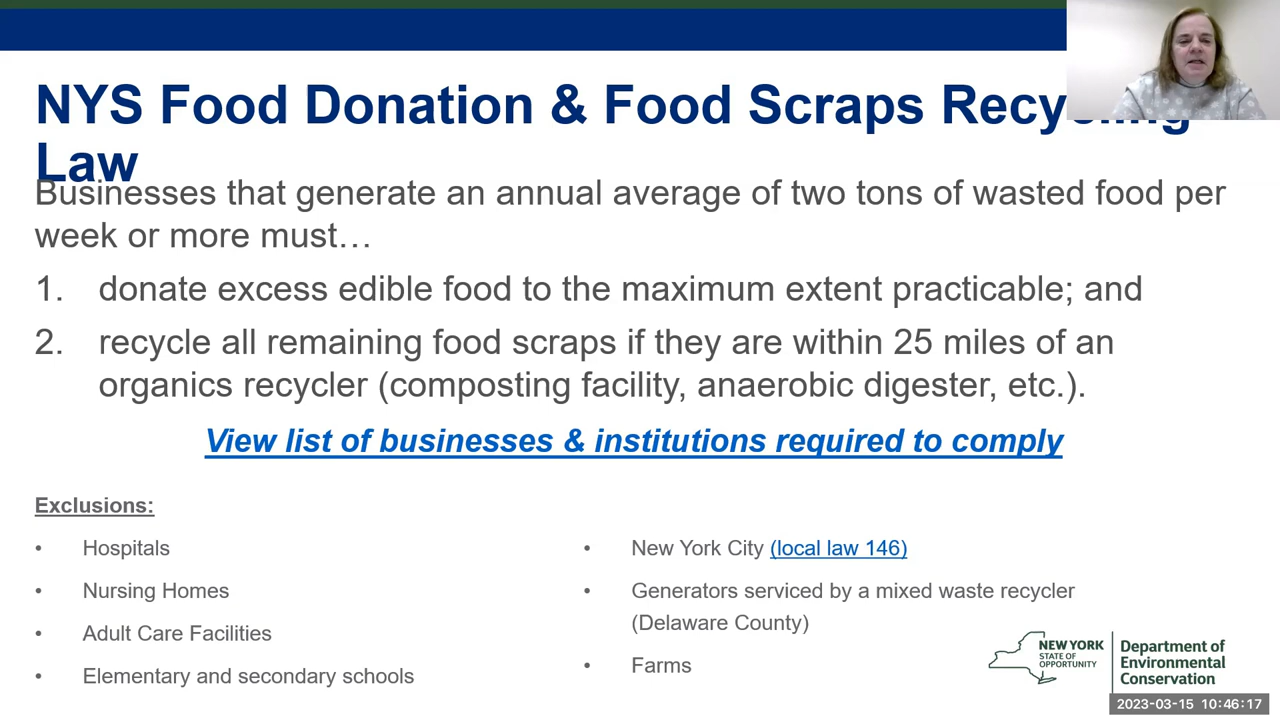 NYS Food Donation & Food Scraps Recycling
Law
Businesses that generate an annual average of two tons of wasted food per
week or more must…
1. donate excess edible food to the maximum extent practicable; and
2. recycle all remaining food scraps if they are within 25 miles of an
organics recycler (composting facility, anaerobic digester, etc.).
View list of businesses & institutions required to comply
Exclusions:
• Hospitals
• Nursing Homes
• Adult Care Facilities
• Elementary and secondary schools
• New York City (local law 146)
• Generators serviced by a mixed waste recycler
(Delaware County)
• Farms
NEW YORK
STATE OF
OPPORTUNITY
Department of
Environmental
Conservation
2023-03-15 10:46:17